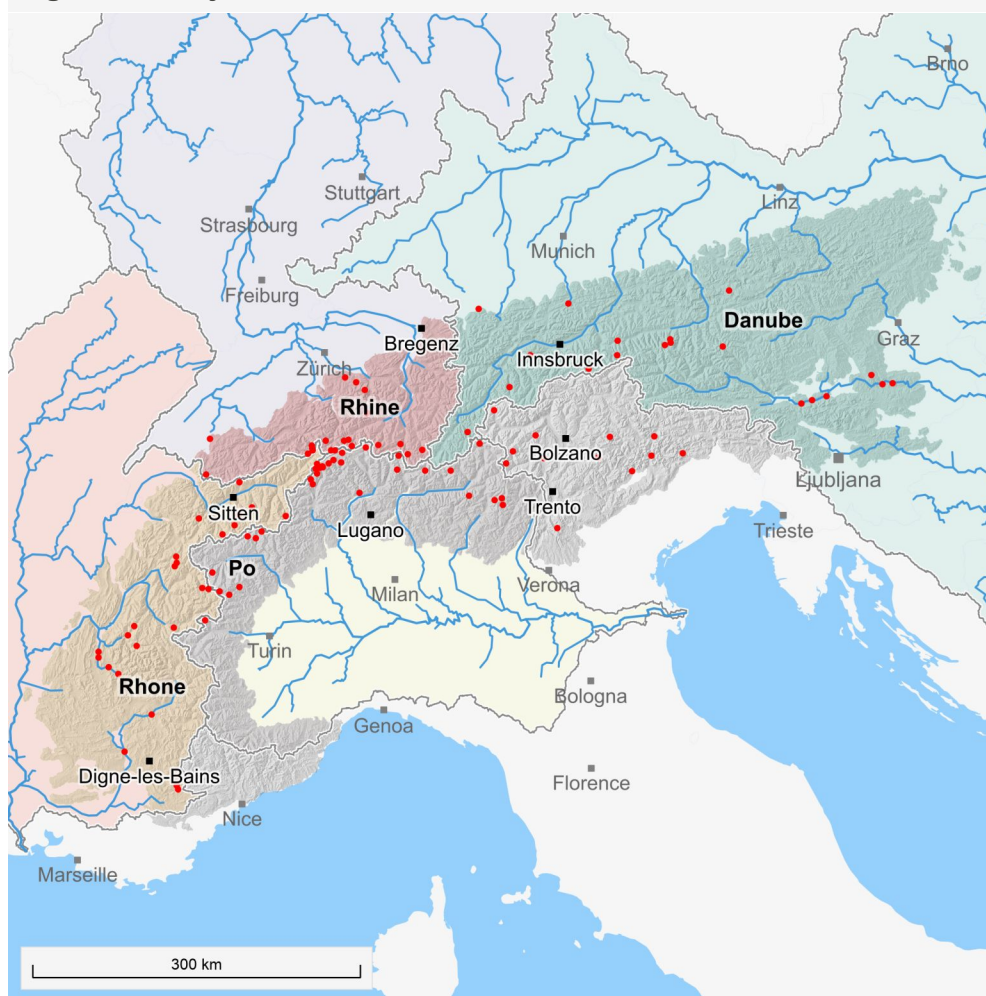 Brno
Stuttgart
Linz
Strasbourg
Munich
Freiburg
Danube
Bregenz
Graz
Innsbruck
Zürich
Rhine
Bolzano
Ljubljana
Sitten
Trento
Lugano
Trieste
Po
Verona
Milan
Turin
Rhone
Bologna
Genoa
Digne-les-Bains
Florence
Nice
Marseille
300 km